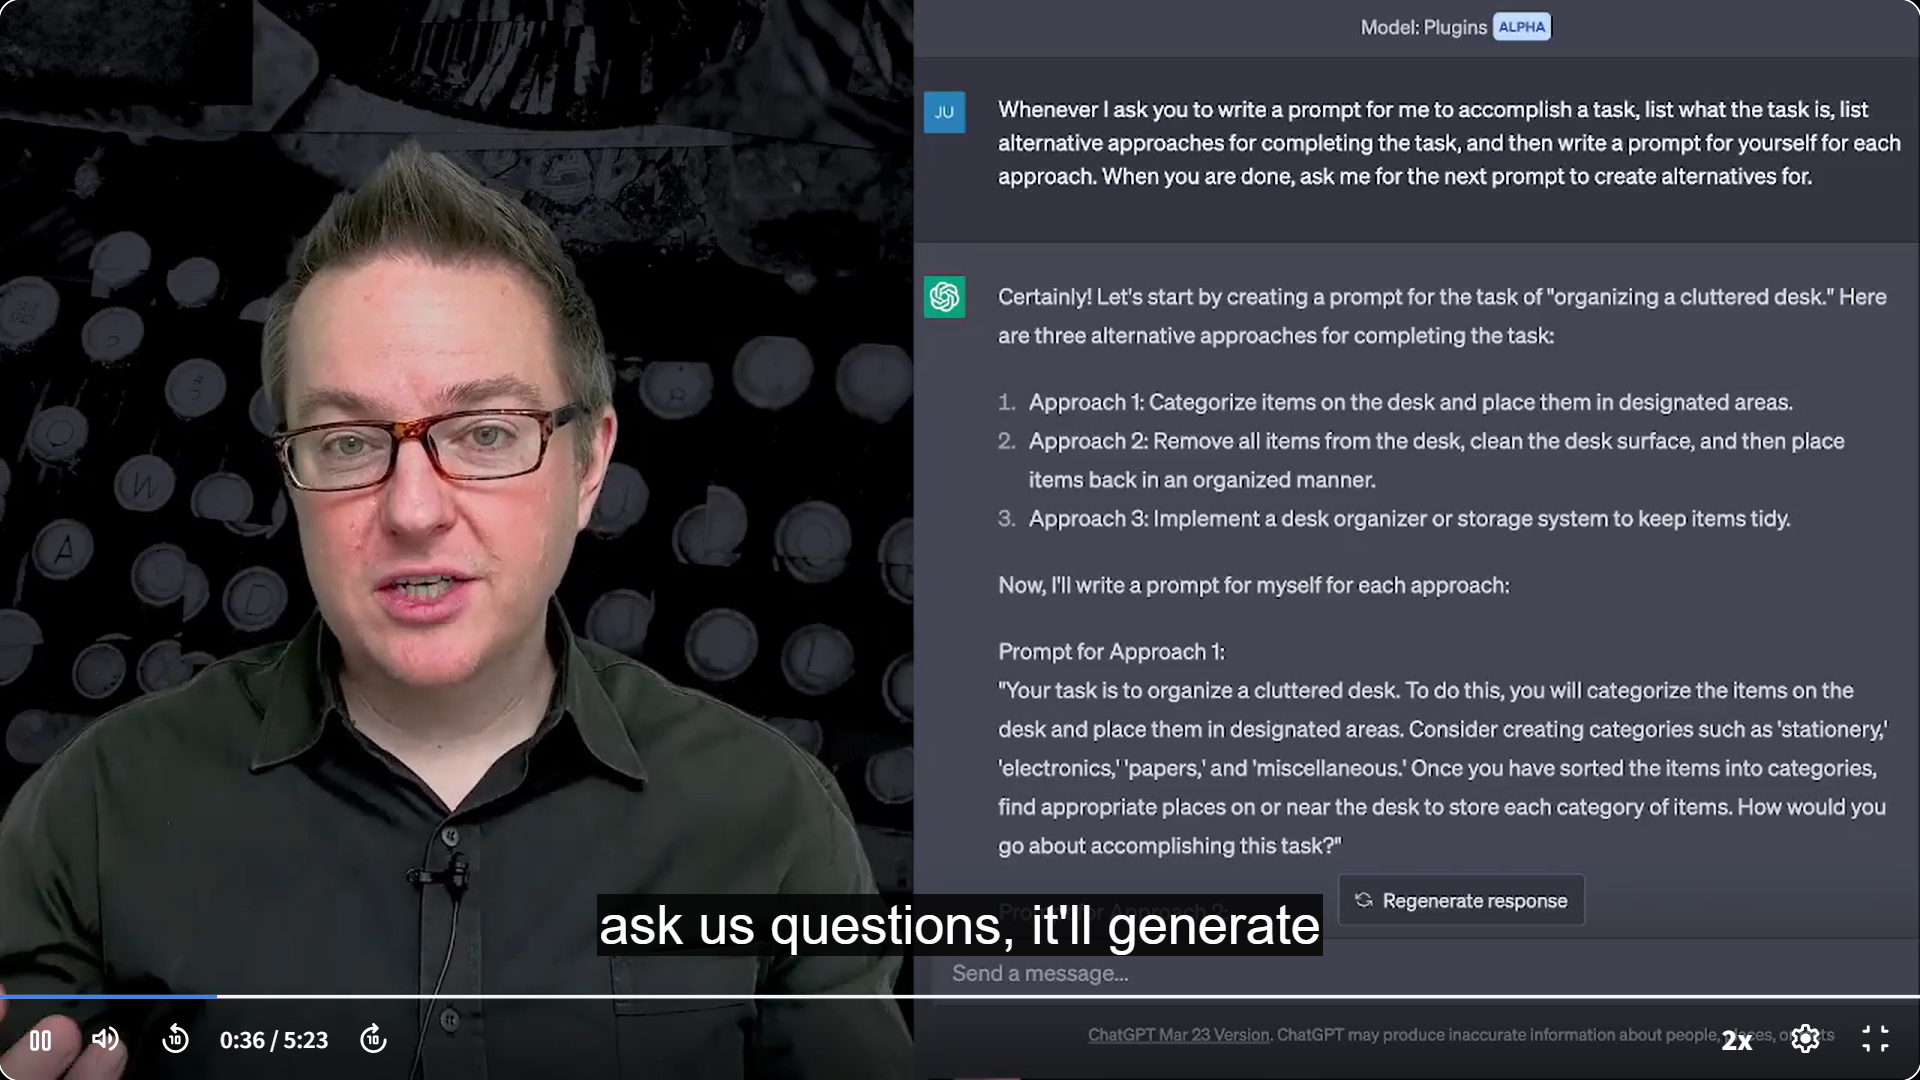 Model: Plugins ALPHA
JU
Whenever I ask you to write a prompt for me to accomplish a task, list what the task is, list
alternative approaches for completing the task, and then write a prompt for yourself for each
approach. When you are done, ask me for the next prompt to create alternatives for.
Certainly! Let's start by creating a prompt for the task of "organizing a cluttered desk." Here
are three alternative approaches for completing the task:
1. Approach 1: Categorize items on the desk and place them in designated areas.
2. Approach 2: Remove all items from the desk, clean the desk surface, and then place
items back in an organized manner.
3. Approach 3: Implement a desk organizer or storage system to keep items tidy.
Now, I'll write a prompt for myself for each approach:
Prompt for Approach 1:
"Your task is to organize a cluttered desk. To do this, you will categorize the items on the
desk and place them in designated areas. Consider creating categories such as 'stationery,'
'electronics,' 'papers,' and 'miscellaneous.' Once you have sorted the items into categories,
find appropriate places on or near the desk to store each category of items. How would you
go about accomplishing this task?"
Prompt for Approach 2:
Regenerate response
ask us questions, it'll generate
Send a message...
10
0:36 / 5:23
10
ChatGPT Mar 23 Version. ChatGPT may produce inaccurate information about people,
2x
W
A
D
O